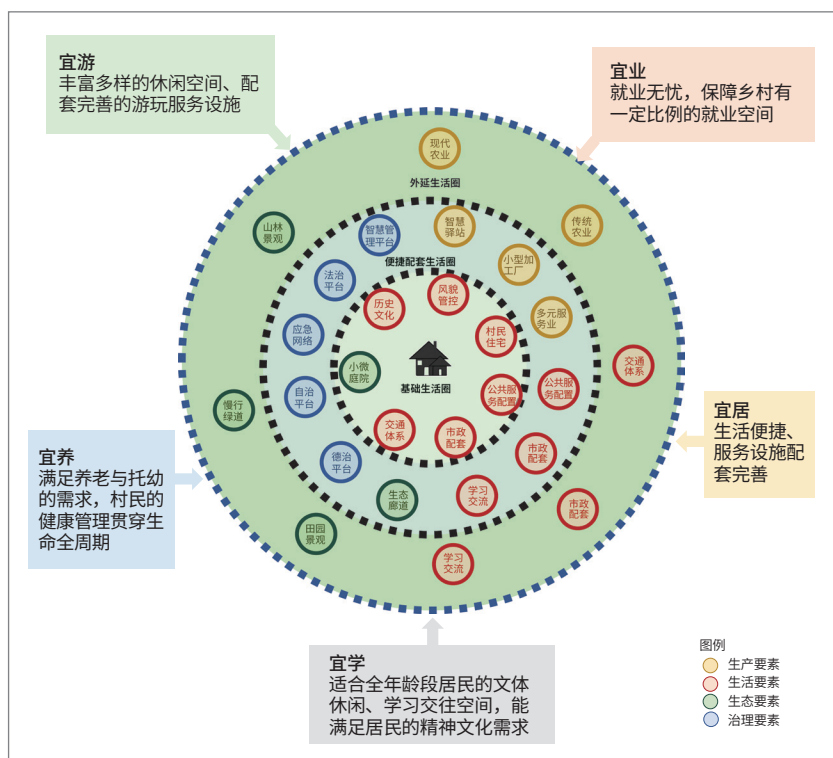 宜游
丰富多样的休闲空间、配
套完善的游玩服务设施
宜业
就业无忧，保障乡村有
一定比例的就业空间
现代
农业
外延生活圈
山林
景观
智慧管
理平台
智慧
驿站
传统
农业
便捷配套生活圈
小型加
工厂
法治
平台
历史
文化
风貌
管控
多元服
务业
应急
网络
村民
住宅
小微
庭院
交通
体系
基础生活圈
公共服
务配置
公共服
务配置
自治
平台
慢行
绿道
交通
体系
市政
配套
市政
配套
德治
平台
生态
廊道
学习
交流
市政
配套
田园
景观
学习
交流
宜居
生活便捷、
服务设施配
套完善
宜养
满足养老与托幼
的需求，村民的
健康管理贯穿生
命全周期
宜学
适合全年龄段居民的文体
休闲、学习交往空间，能
满足居民的精神文化需求
图例
生产要素
生活要素
生态要素
治理要素